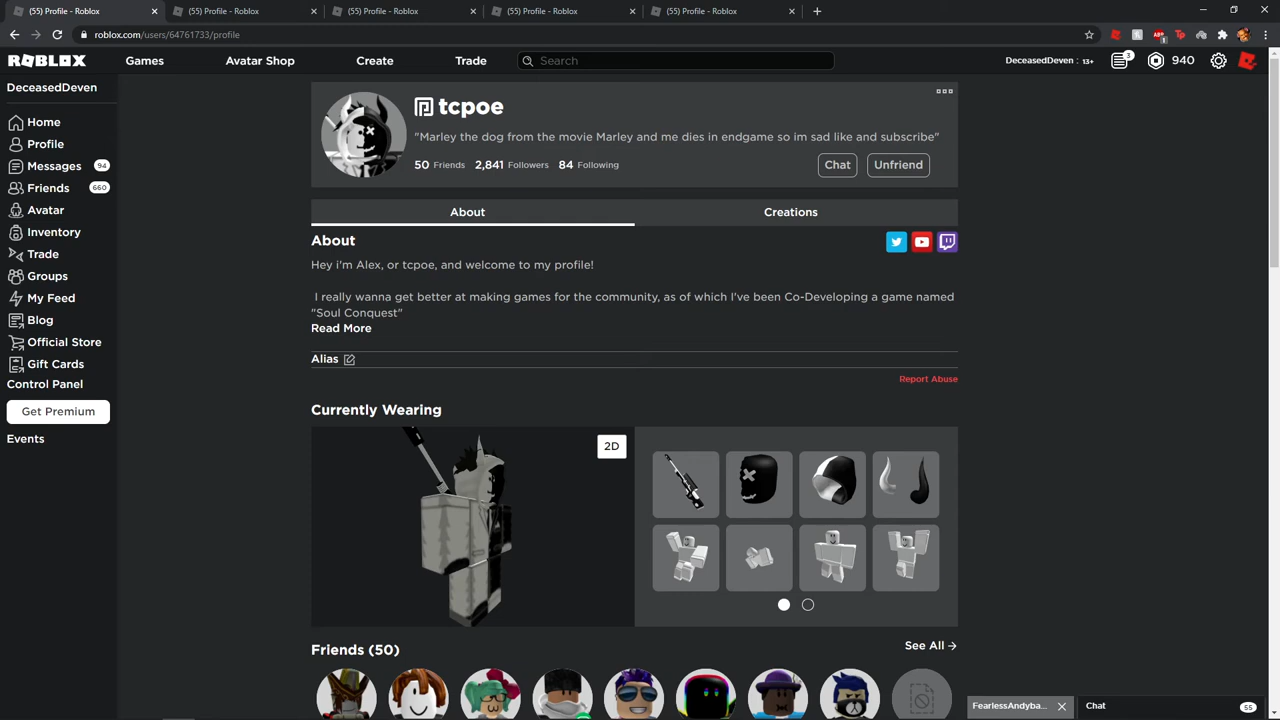 (55) Profile - Roblox
(55) Profile - Roblox
(55) Profile - Roblox
(55) Profile - Roblox
(55) Profile - Roblox
roblox.com/users/64761733/profile
ROBLOX
Games
Avatar Shop
Create
Trade
Search
DeceasedDeven : 13+
3
940
DeceasedDeven
Home
Profile
Messages 94
Friends 660
Avatar
Inventory
Trade
Groups
My Feed
Blog
Official Store
Gift Cards
Control Panel
Get Premium
Events
tcpoe
"Marley the dog from the movie Marley and me dies in endgame so im sad like and subscribe"
50 Friends 2,841 Followers 84 Following
Chat
Unfriend
About
Creations
About
Hey i'm Alex, or tcpoe, and welcome to my profile!
I really wanna get better at making games for the community, as of which I've been Co-Developing a game named
"Soul Conquest"
Read More
Alias
Report Abuse
Currently Wearing
2D
Friends (50)
See All
FearlessAndyba...
Chat
55